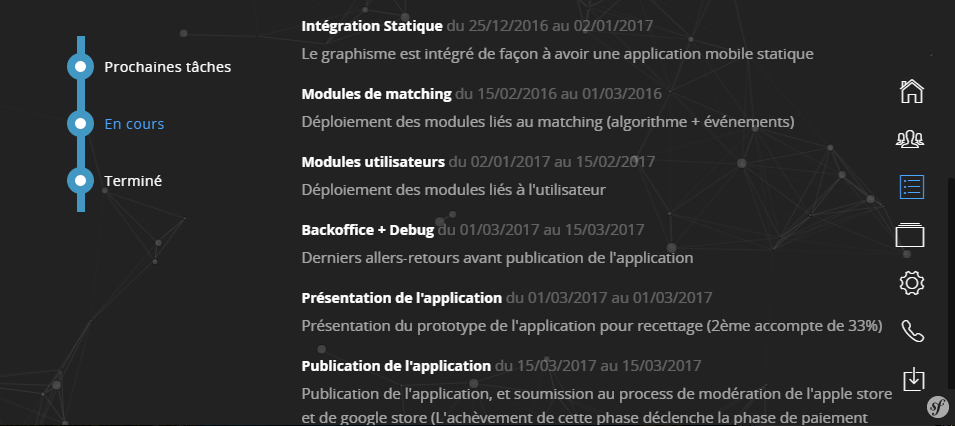 Prochaines tâches
En cours
Terminé
Intégration Statique du 25/12/2016 au 02/01/2017
Le graphisme est intégré de façon à avoir une application mobile statique
Modules de matching du 15/02/2016 au 01/03/2016
Déploiement des modules liés au matching (algorithme + événements)
Modules utilisateurs du 02/01/2017 au 15/02/2017
Déploiement des modules liés à l'utilisateur
Backoffice + Debug du 01/03/2017 au 15/03/2017
Derniers allers-retours avant publication de l'application
Présentation de l'application du 01/03/2017 au 01/03/2017
Présentation du prototype de l'application pour recettage (2ème accompte de 33%)
Publication de l'application du 15/03/2017 au 15/03/2017
Publication de l'application, et soumission au process de modération de l'apple store
et de google store (L'achèvement de cette phase déclenche la phase de paiement
sf